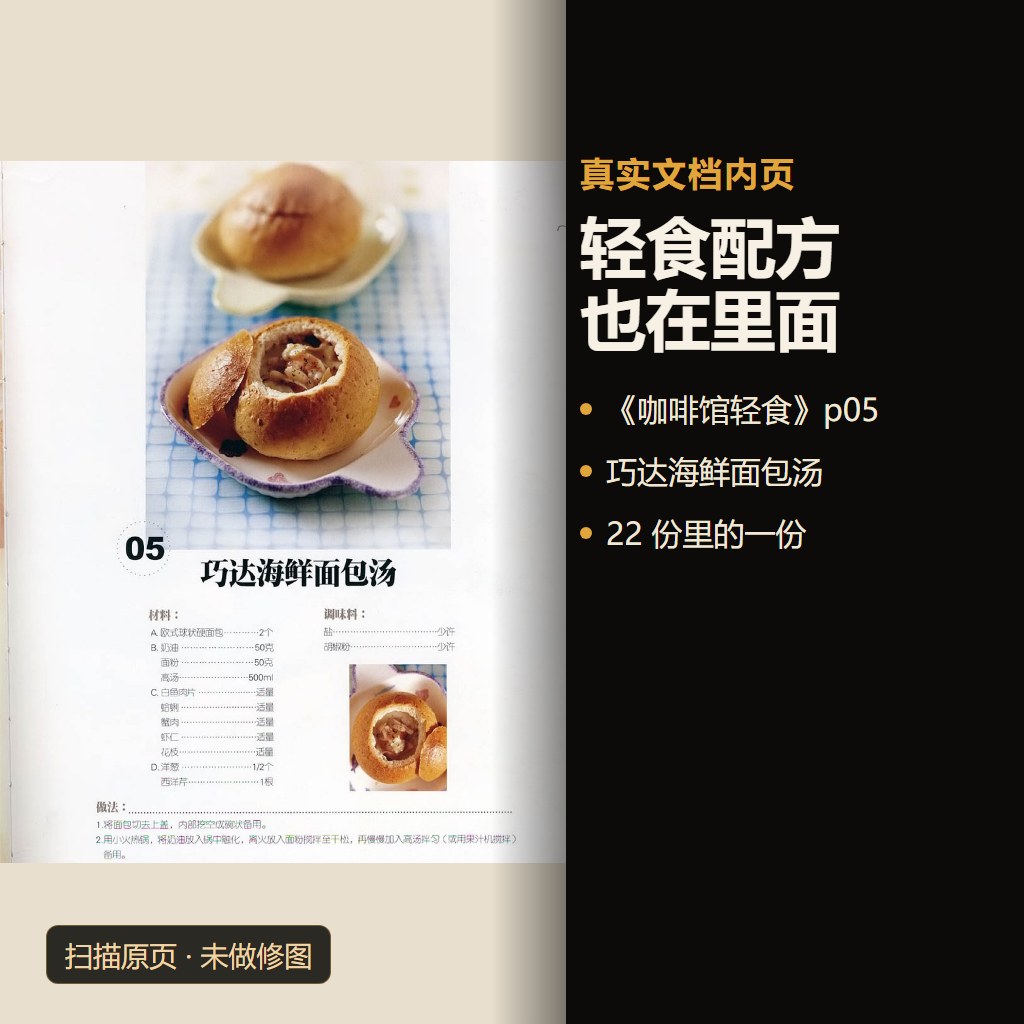 真实文档内页
轻食配方
也在里面
《咖啡馆轻食》p05
巧达海鲜面包汤
22 份里的一份
05
巧达海鲜面包汤
材料：
A. 欧式球状硬面包············2个
B. 奶油····················50克
面粉····················50克
高汤····················500ml
C. 白鱼肉片················适量
蛤蜊····················适量
蟹肉····················适量
虾仁····················适量
花枝····················适量
D. 洋葱····················1/2个
西洋芹··················1根
调味料：
盐························少许
胡椒粉····················少许
做法：
1.将面包切去上盖，内部挖空成碗状备用。
2.用小火热锅，将奶油放入锅中融化，离火放入面粉搅拌至干松，再慢慢加入高汤拌匀（或用果汁机搅拌）
备用。
扫描原页 · 未做修图